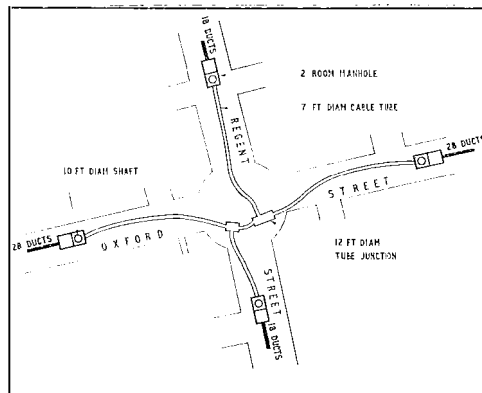 18 DUCTS
2 ROOM MANHOLE
7 FT DIAM CABLE TUBE
REGENT
10 FT DIAM SHAFT
28 DUCTS
STREET
28 DUCTS
OXFORD
12 FT DIAM
TUBE JUNCTION
STREET
18 DUCTS